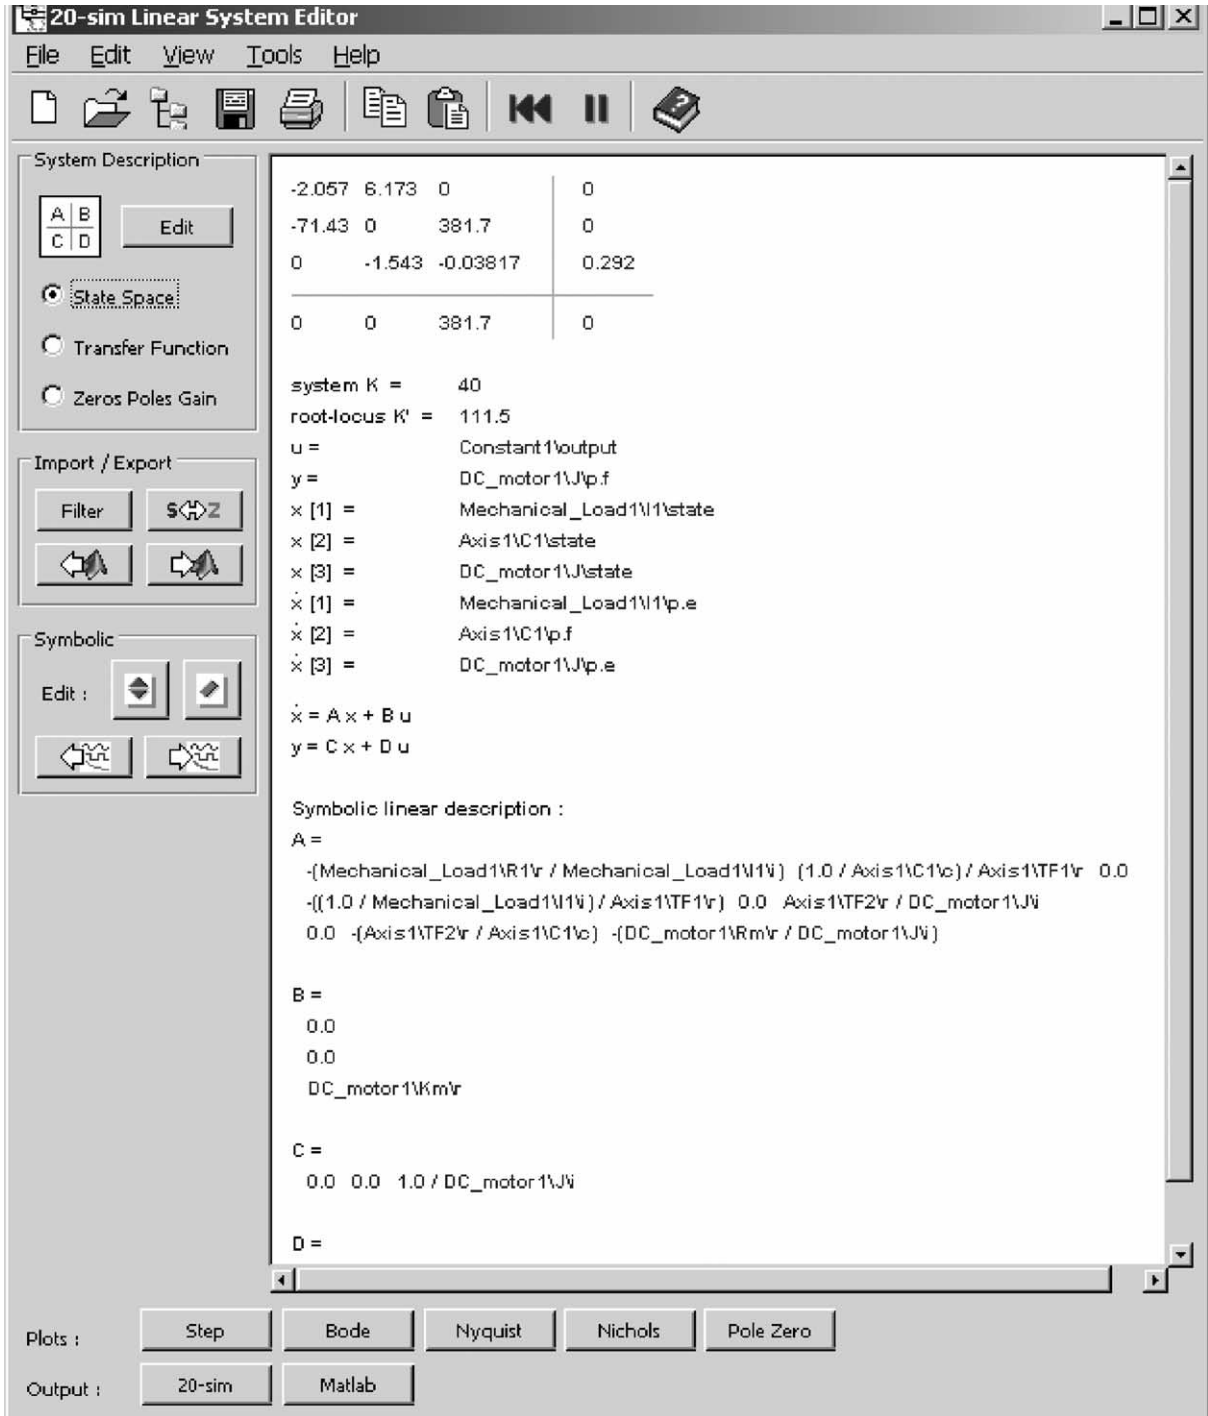 20-sim Linear System Editor
File Edit View Tools Help
System Description
A B
C D
Edit
State Space
Transfer Function
Zeros Poles Gain
Import / Export
Filter
S Z
Symbolic
Edit :
-2.057 6.173 0 0
-71.43 0 381.7 0
0 -1.543 -0.03817 0.292
0 0 381.7 0
system K = 40
root-locus K' = 111.5
u = Constant1\output
y = DC_motor1\J\p.f
x [1] = Mechanical_Load1\I1\state
x [2] = Axis1\C1\state
x [3] = DC_motor1\J\state
ẋ [1] = Mechanical_Load1\I1\p.e
ẋ [2] = Axis1\C1\p.f
ẋ [3] = DC_motor1\J\p.e
ẋ = A x + B u
y = C x + D u
Symbolic linear description :
A =
-(Mechanical_Load1\R1\r / Mechanical_Load1\I1\i) (1.0 / Axis1\C1\c) / Axis1\TF1\r 0.0
-((1.0 / Mechanical_Load1\I1\i) / Axis1\TF1\r) 0.0 Axis1\TF2\r / DC_motor1\J\i
0.0 -(Axis1\TF2\r / Axis1\C1\c) -(DC_motor1\Rm\r / DC_motor1\J\i)
B =
0.0
0.0
DC_motor1\Km\r
C =
0.0 0.0 1.0 / DC_motor1\J\i
D =
Plots : Step Bode Nyquist Nichols Pole Zero
Output : 20-sim Matlab